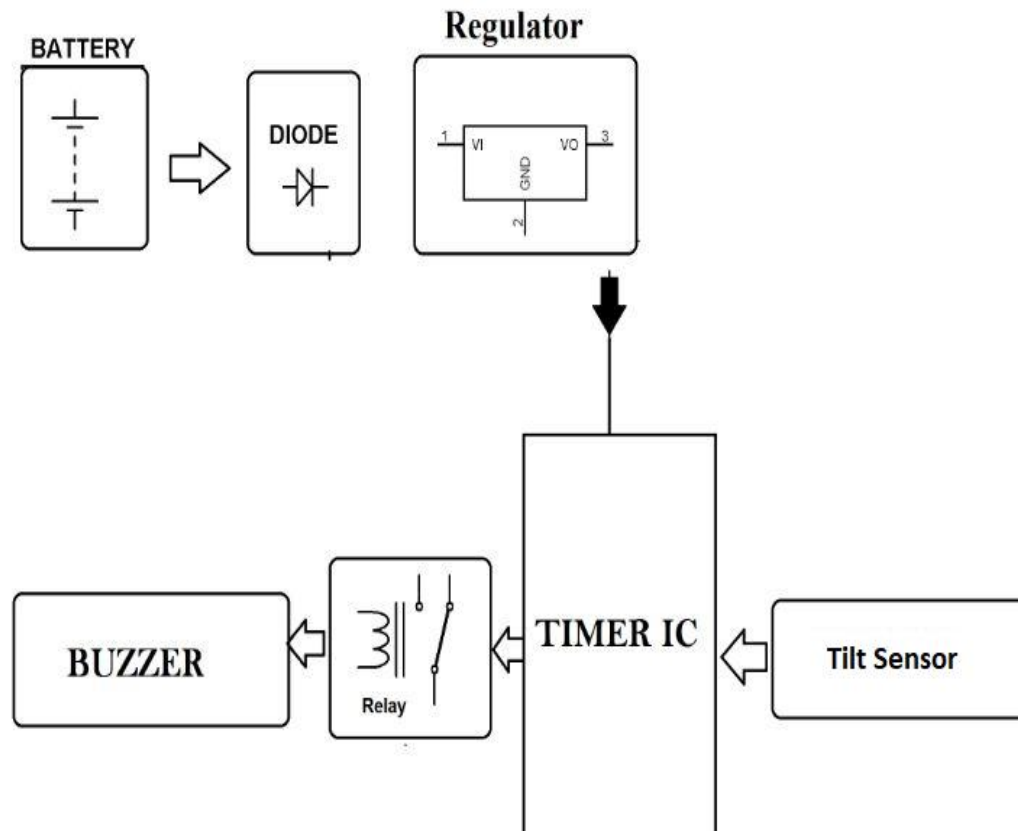 Regulator
BATTERY
DIODE
1 VI VO 3
GND
2
TIMER IC
Tilt Sensor
BUZZER
Relay